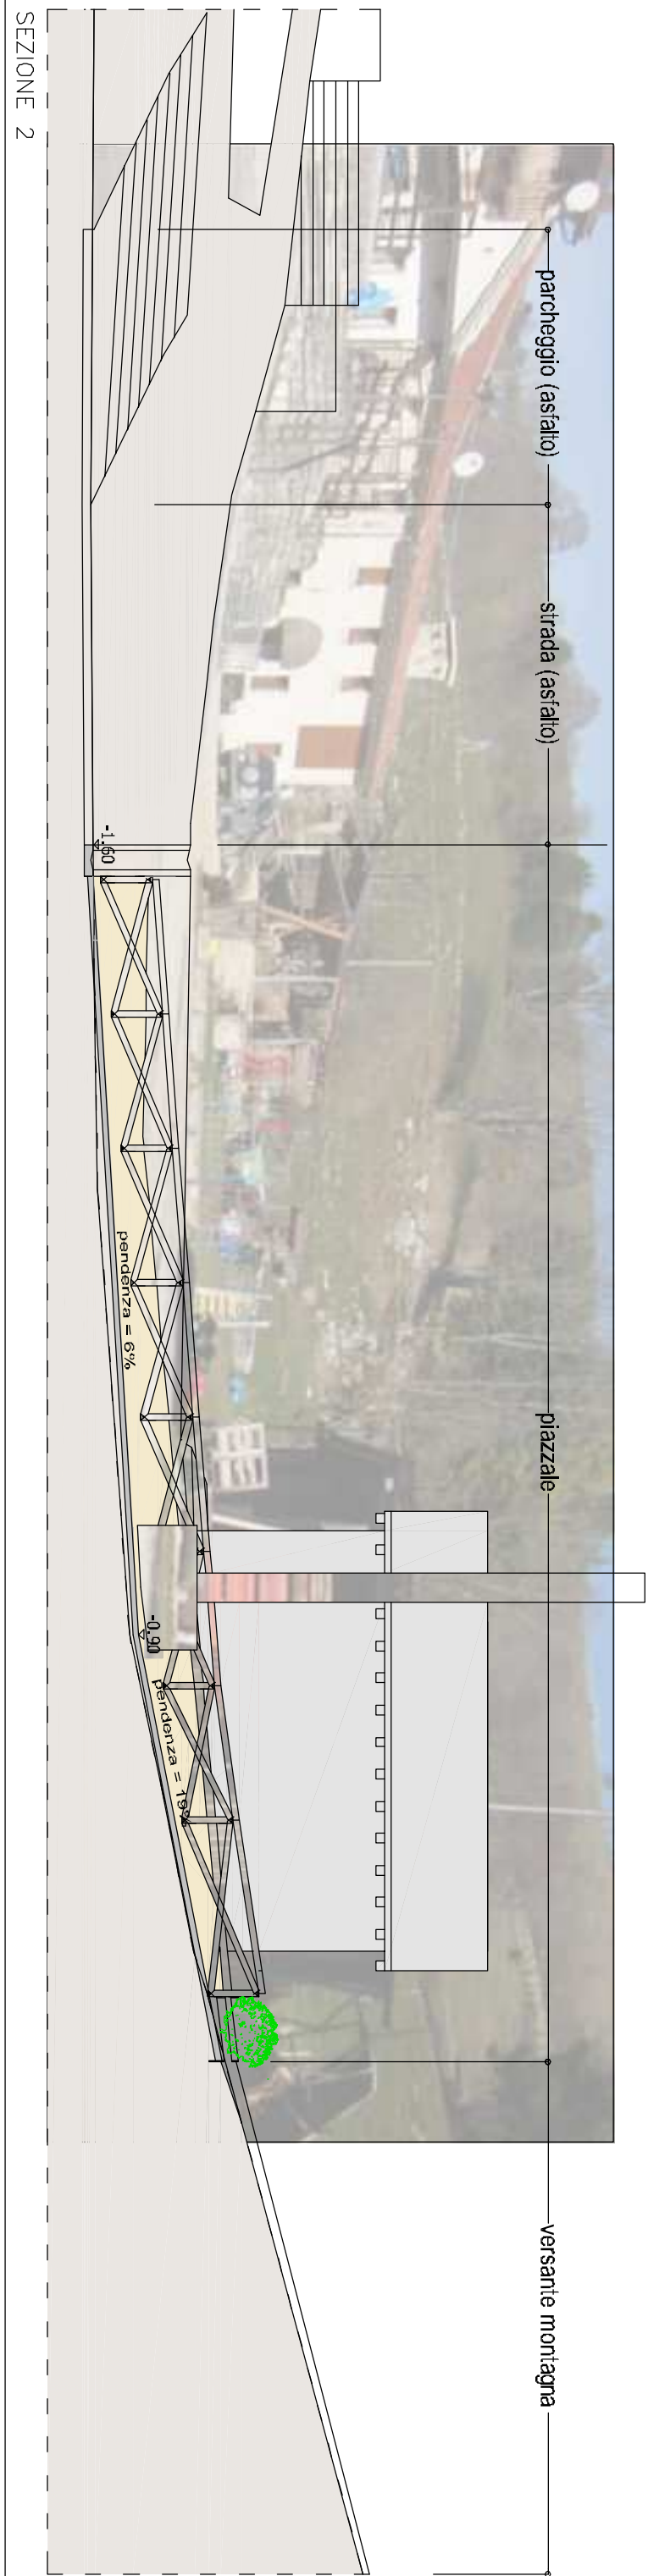 parcheggio (asfalto)
strada (asfalto)
piazzale
versante montagna
-1.60
pendenza = 6%
-0.90
pendenza = 19%
SEZIONE 2